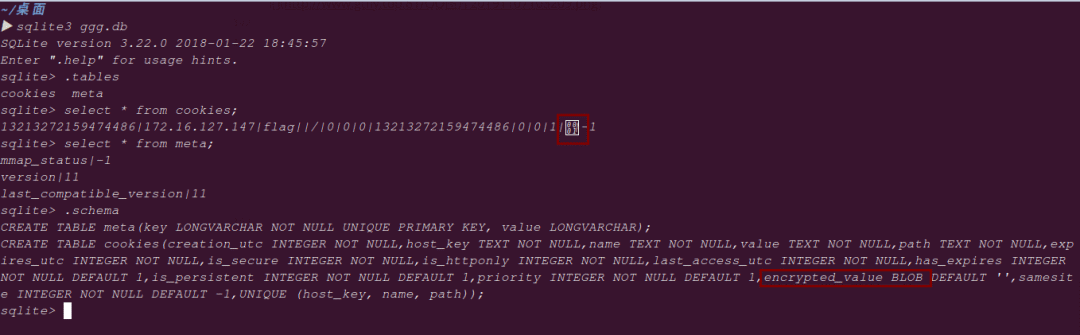 ~/桌面
▶ sqlite3 ggg.db
SQLite version 3.22.0 2018-01-22 18:45:57
Enter ".help" for usage hints.
sqlite> .tables
cookies  meta
sqlite> select * from cookies;
13213272159474486|172.16.127.147|flag||/|0|0|0|13213272159474486|0|0|1|-1
sqlite> select * from meta;
mmap_status|-1
version|11
last_compatible_version|11
sqlite> .schema
CREATE TABLE meta(key LONGVARCHAR NOT NULL UNIQUE PRIMARY KEY, value LONGVARCHAR);
CREATE TABLE cookies(creation_utc INTEGER NOT NULL,host_key TEXT NOT NULL,name TEXT NOT NULL,value TEXT NOT NULL,path TEXT NOT NULL,exp
ires_utc INTEGER NOT NULL,is_secure INTEGER NOT NULL,is_httponly INTEGER NOT NULL,last_access_utc INTEGER NOT NULL,has_expires INTEGER
NOT NULL DEFAULT 1,is_persistent INTEGER NOT NULL DEFAULT 1,priority INTEGER NOT NULL DEFAULT 1,encrypted_value BLOB DEFAULT '',samesit
e INTEGER NOT NULL DEFAULT -1,UNIQUE (host_key, name, path));
sqlite>